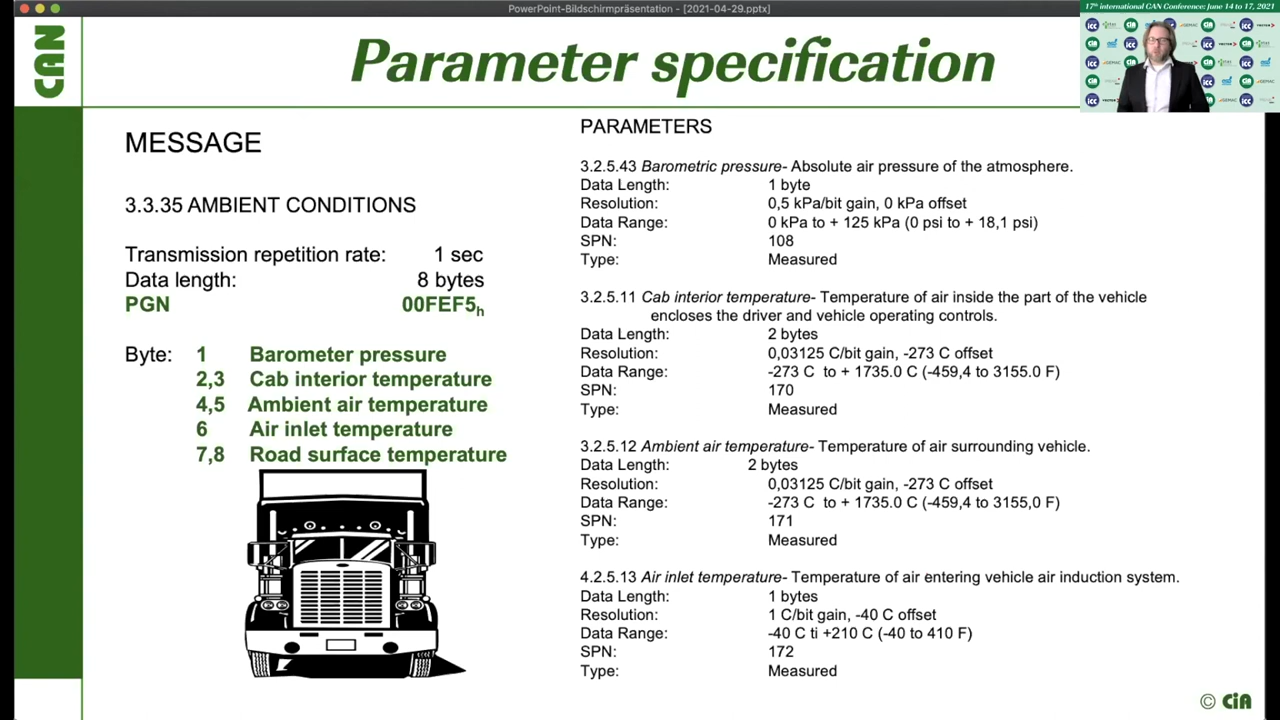 PowerPoint-Bildschirmpräsentation - [2021-04-29.pptx]
17th international CAN Conference: June 14 to 17, 2021
CAN
Parameter specification
MESSAGE
3.3.35 AMBIENT CONDITIONS
Transmission repetition rate: 1 sec
Data length: 8 bytes
PGN 00FEF5h
Byte: 1 Barometer pressure
2,3 Cab interior temperature
4,5 Ambient air temperature
6 Air inlet temperature
7,8 Road surface temperature
PARAMETERS
3.2.5.43 Barometric pressure- Absolute air pressure of the atmosphere.
Data Length: 1 byte
Resolution: 0,5 kPa/bit gain, 0 kPa offset
Data Range: 0 kPa to + 125 kPa (0 psi to + 18,1 psi)
SPN: 108
Type: Measured
3.2.5.11 Cab interior temperature- Temperature of air inside the part of the vehicle
encloses the driver and vehicle operating controls.
Data Length: 2 bytes
Resolution: 0,03125 C/bit gain, -273 C offset
Data Range: -273 C to + 1735.0 C (-459,4 to 3155.0 F)
SPN: 170
Type: Measured
3.2.5.12 Ambient air temperature- Temperature of air surrounding vehicle.
Data Length: 2 bytes
Resolution: 0,03125 C/bit gain, -273 C offset
Data Range: -273 C to + 1735.0 C (-459,4 to 3155,0 F)
SPN: 171
Type: Measured
4.2.5.13 Air inlet temperature- Temperature of air entering vehicle air induction system.
Data Length: 1 bytes
Resolution: 1 C/bit gain, -40 C offset
Data Range: -40 C ti +210 C (-40 to 410 F)
SPN: 172
Type: Measured
© CiA